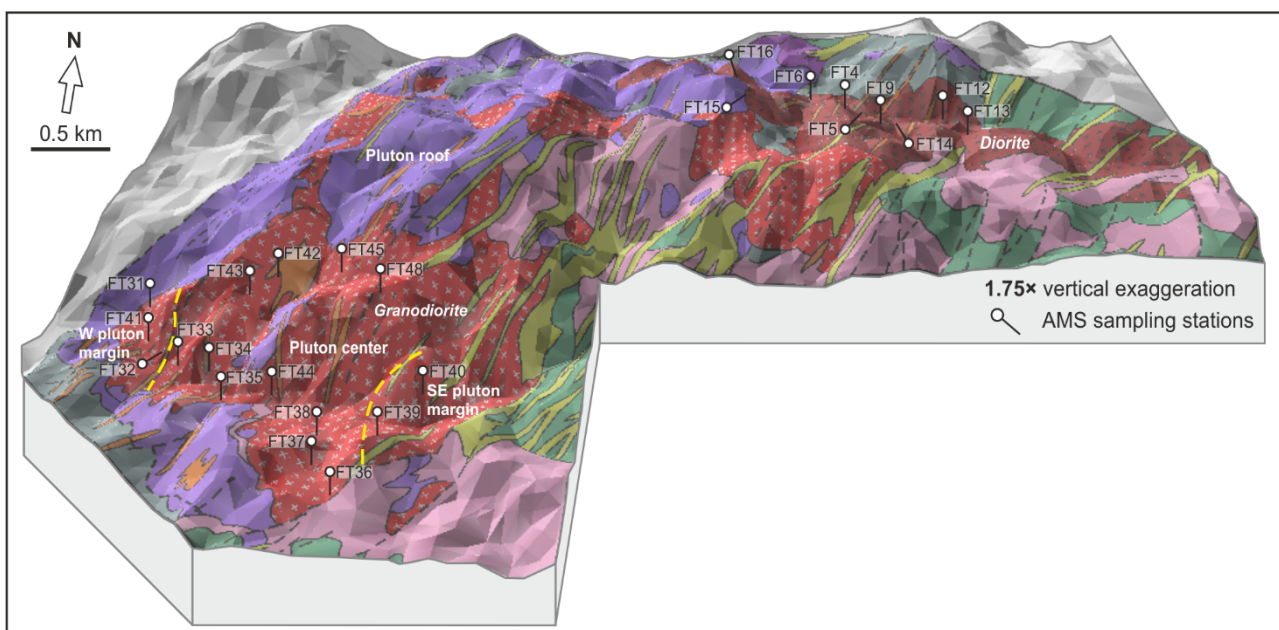 N
0.5 km
FT16
FT6
FT4
FT9
FT12
FT15
FT13
FT5
FT14
Diorite
Pluton roof
FT42
FT45
FT43
FT48
FT31
Granodiorite
1.75× vertical exaggeration
AMS sampling stations
FT41
W pluton
margin
FT33
FT34
Pluton center
FT32
FT35
FT44
FT40
SE pluton
margin
FT38
FT39
FT37
FT36